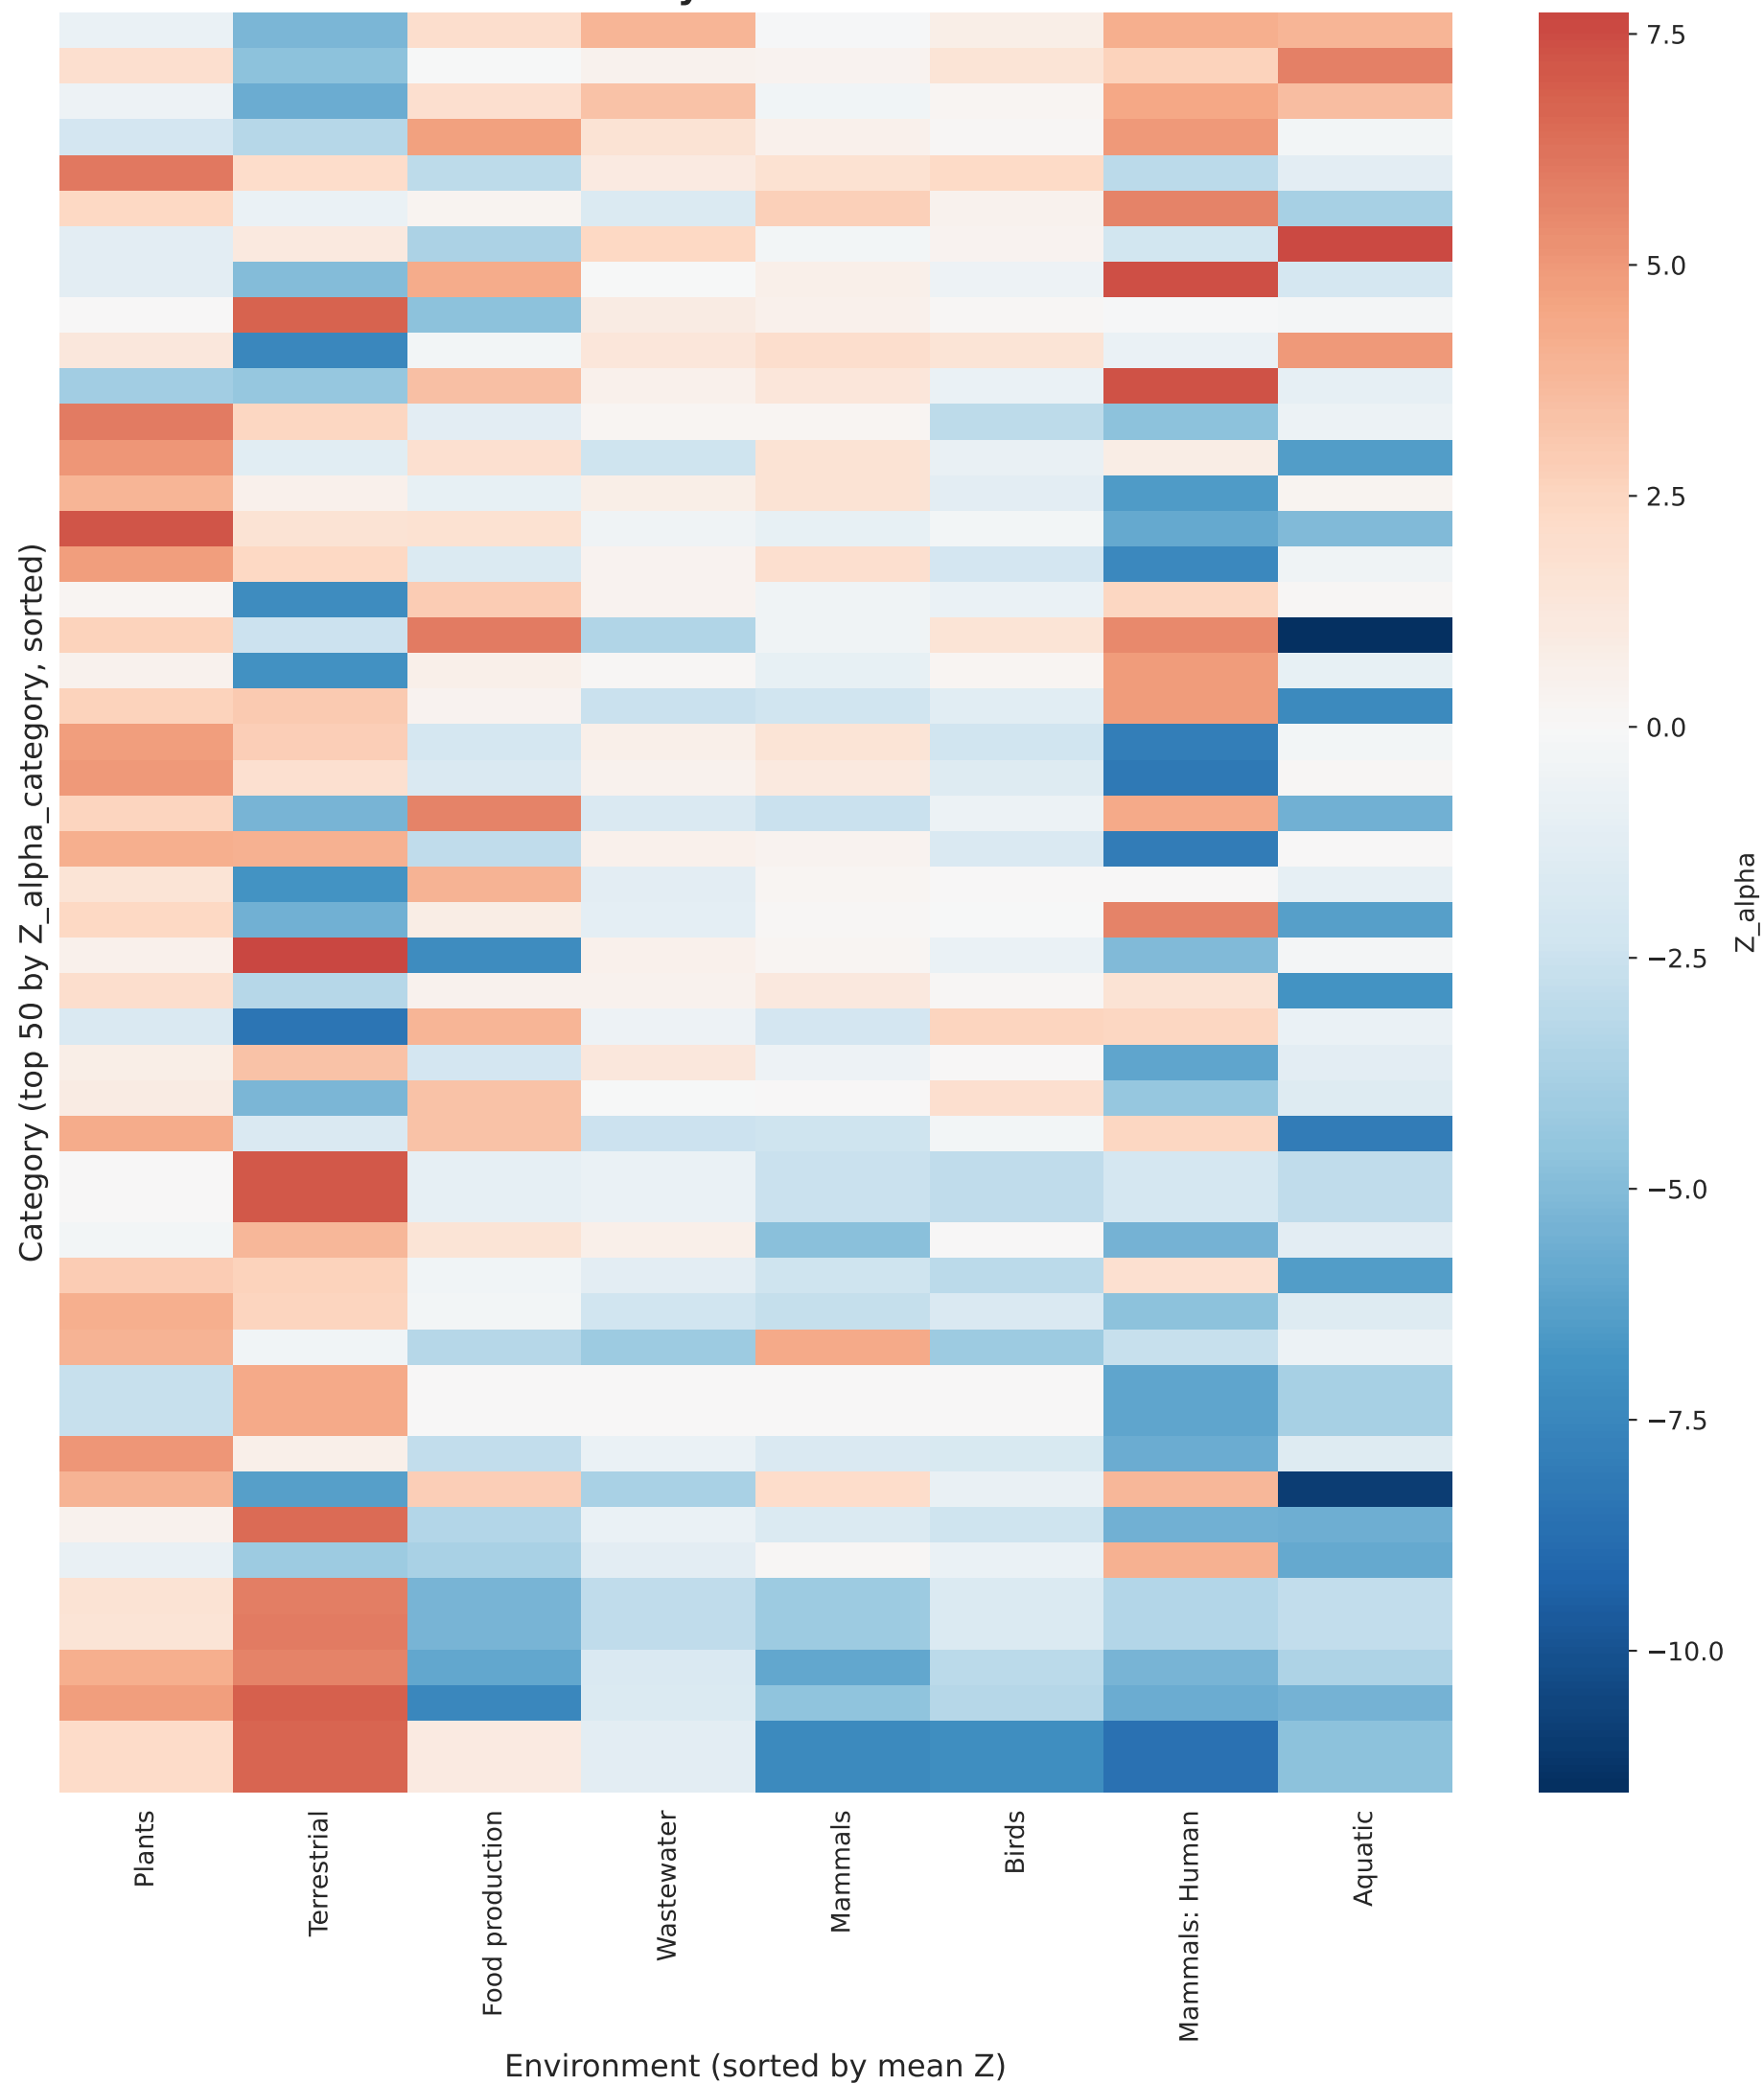 Category (top 50 by Z_alpha_category, sorted)
Plants
Terrestrial
Food production
Wastewater
Mammals
Birds
Mammals: Human
Aquatic
Environment (sorted by mean Z)
7.5
5.0
2.5
0.0
−2.5
−5.0
−7.5
−10.0
Z_alpha